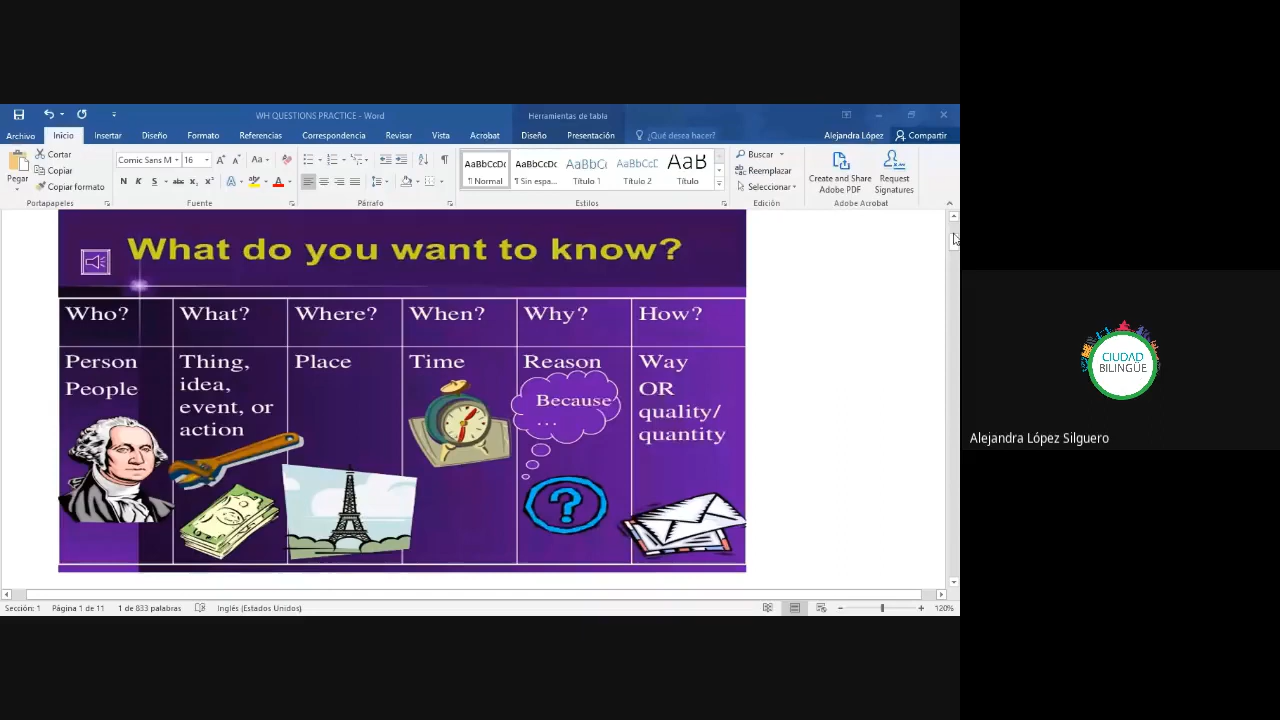 WH QUESTIONS PRACTICE - Word
Herramientas de tabla
Archivo Inicio Insertar Diseño Formato Referencias Correspondencia Revisar Vista Acrobat Diseño Presentación ¿Qué desea hacer? Alejandra López Compartir
Pegar
Cortar
Copiar
Copiar formato
Comic Sans M 16
N K S abc x₂ x²
AaBbCcDc AaBbCcDc AaBbCc AaBbCcD AaB
¶ Normal ¶ Sin espa... Título 1 Título 2 Título
Buscar
Reemplazar
Seleccionar
Create and Share
Adobe PDF
Request
Signatures
Portapapeles Fuente Párrafo Estilos Edición Adobe Acrobat
What do you want to know?
Who? What? Where? When? Why? How?
Person
People
Thing,
idea,
event, or
action
Place
Time
Reason
Because
...
?
Way
OR
quality/
quantity
CIUDAD
BILINGÜE
Alejandra López Silguero
Sección: 1 Página 1 de 11 1 de 833 palabras Inglés (Estados Unidos) 120%